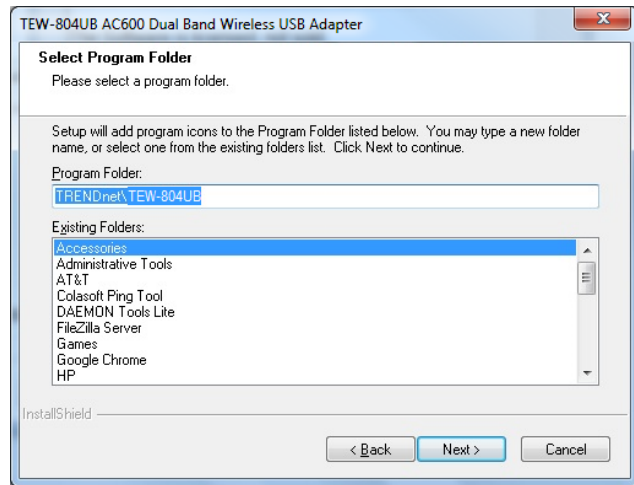 TEW-804UB AC600 Dual Band Wireless USB Adapter
Select Program Folder
Please select a program folder.
Setup will add program icons to the Program Folder listed below.  You may type a new folder
name, or select one from the existing folders list.  Click Next to continue.
Program Folder:
TRENDnet\TEW-804UB
Existing Folders:
Accessories
Administrative Tools
AT&T
Colasoft Ping Tool
DAEMON Tools Lite
FileZilla Server
Games
Google Chrome
HP
InstallShield
< Back
Next >
Cancel